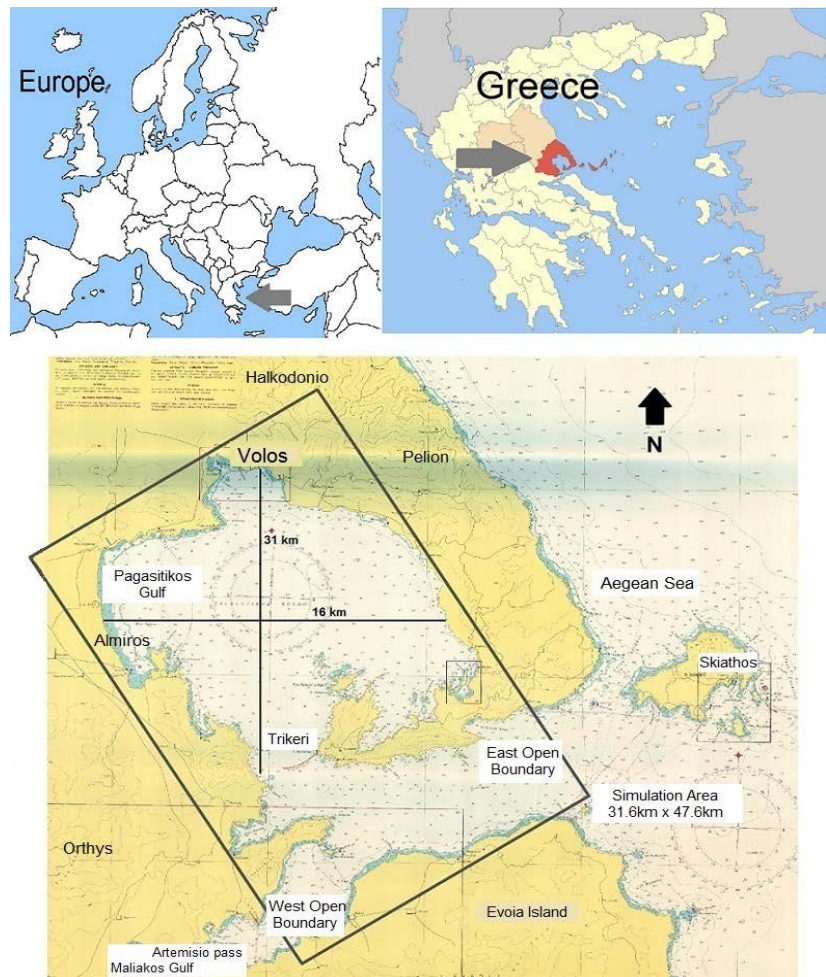 Europe
Greece
Halkodonio
N
Volos
Pelion
31 km
Pagasitikos
Gulf
Aegean Sea
16 km
Almiros
Skiathos
Trikeri
East Open
Boundary
Simulation Area
31.6km x 47.6km
Orthys
West Open
Boundary
Evoia Island
Artemisio pass
Maliakos Gulf